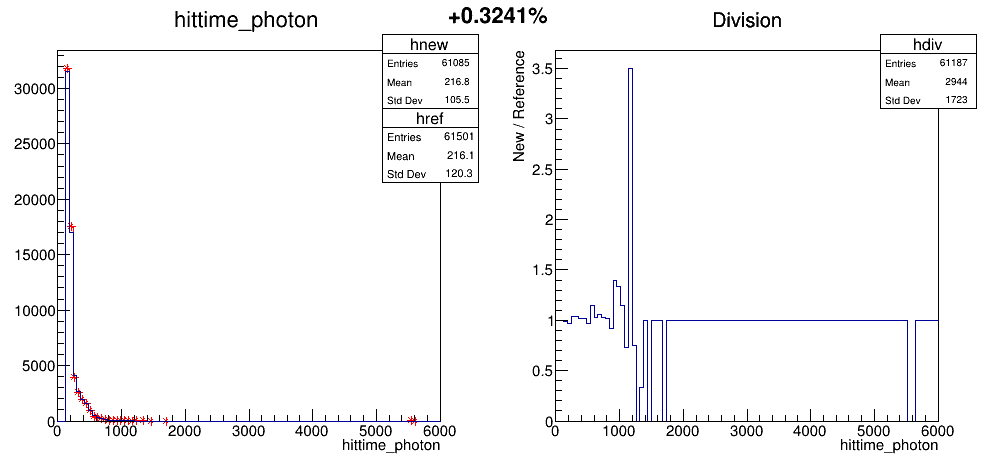 hittime_photon
+0.3241%
Division
hnew
Entries 61085
Mean 216.8
Std Dev 105.5
href
Entries 61501
Mean 216.1
Std Dev 120.3
30000
25000
20000
15000
10000
5000
0
0 1000 2000 3000 4000 5000 6000
hittime_photon
hdiv
Entries 61187
Mean 2944
Std Dev 1723
New / Reference
3.5
3
2.5
2
1.5
1
0.5
0
0 1000 2000 3000 4000 5000 6000
hittime_photon